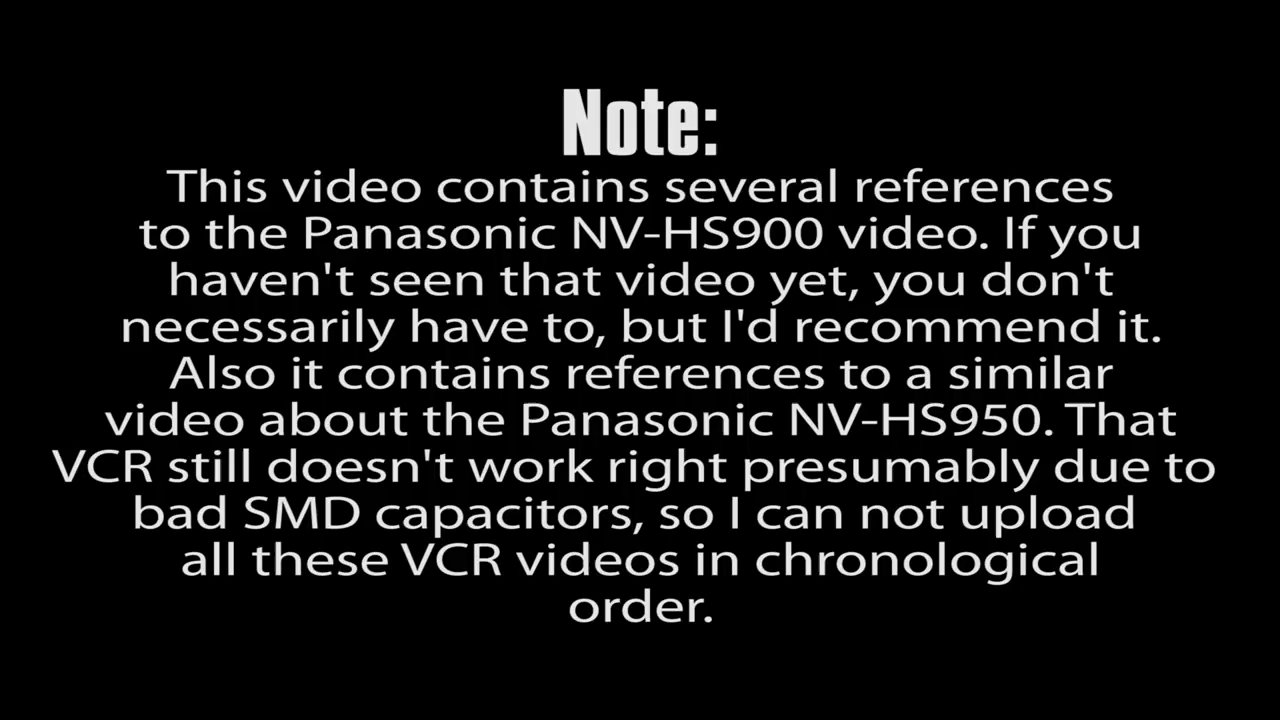 Note:
This video contains several references
to the Panasonic NV-HS900 video. If you
haven't seen that video yet, you don't
necessarily have to, but I'd recommend it.
Also it contains references to a similar
video about the Panasonic NV-HS950. That
VCR still doesn't work right presumably due to
bad SMD capacitors, so I can not upload
all these VCR videos in chronological
order.